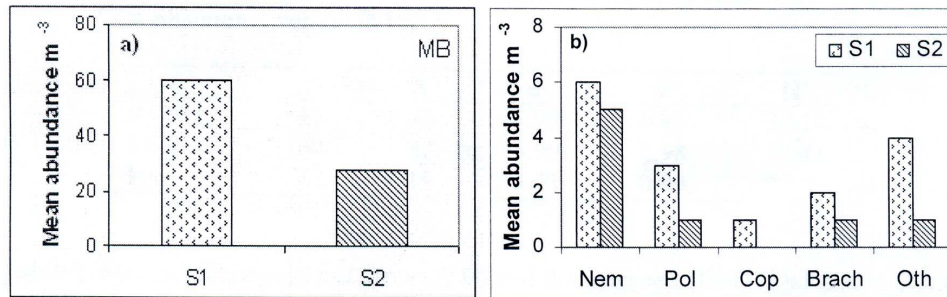 a)
MB
Mean abundance m -3
80
60
40
20
0
S1 S2
b)
S1 S2
Mean abundance m -3
8
6
4
2
0
Nem Pol Cop Brach Oth